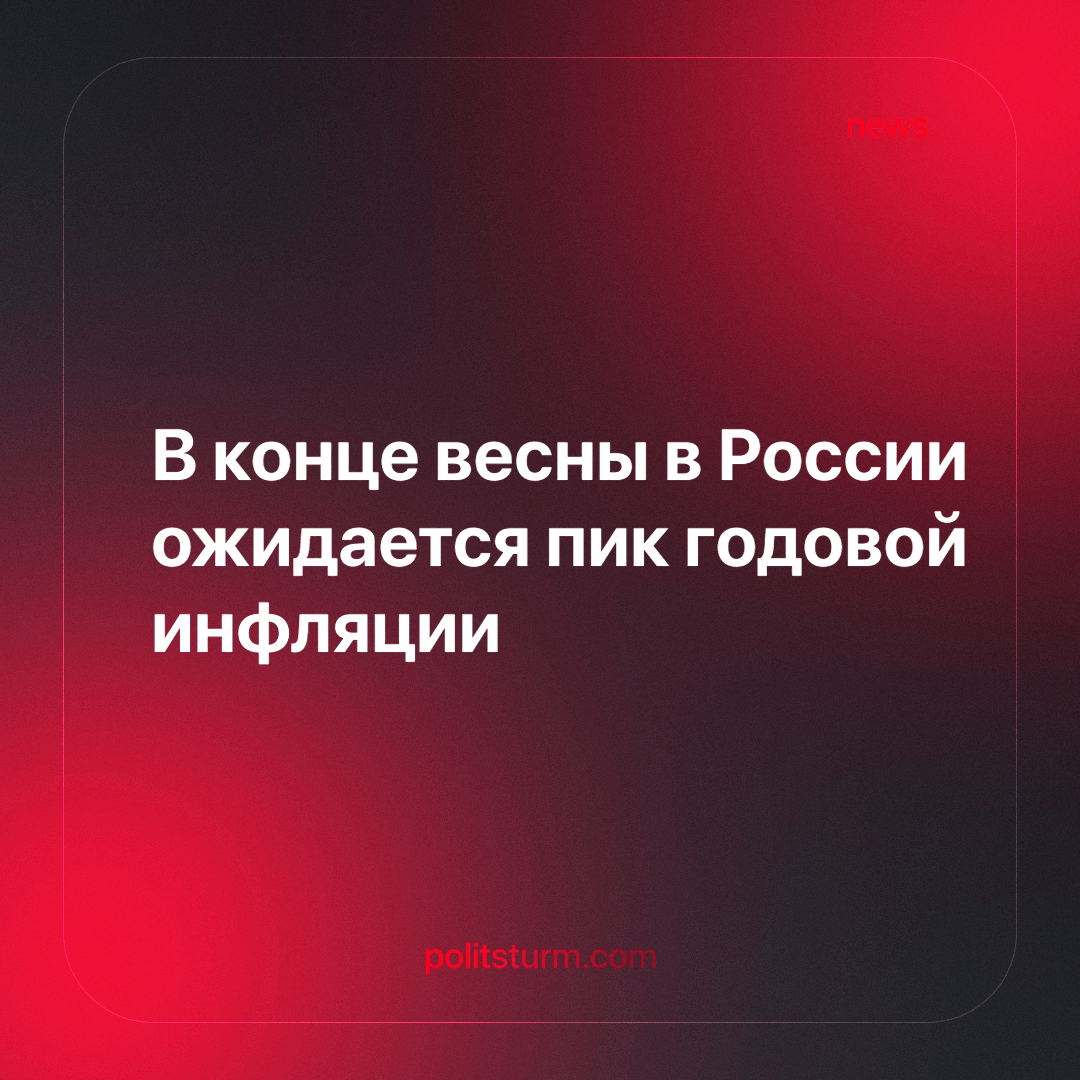 news
В конце весны в России
ожидается пик годовой
инфляции
politsturm.com